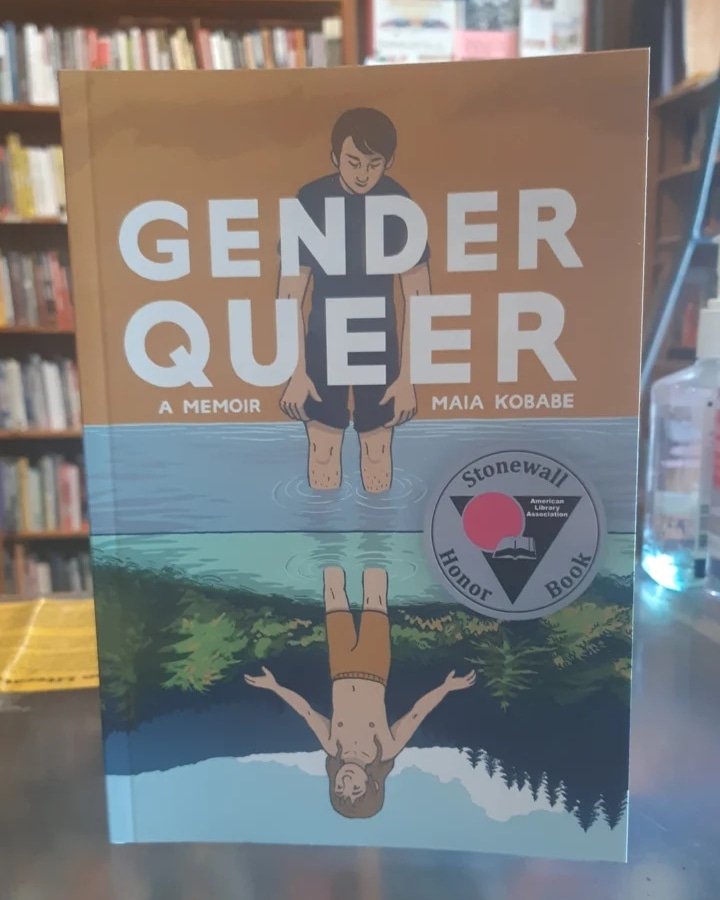 GENDER
QUEER
A MEMOIR
MAIA KOBABE
Stonewall
American
Library
Association
Honor
Book